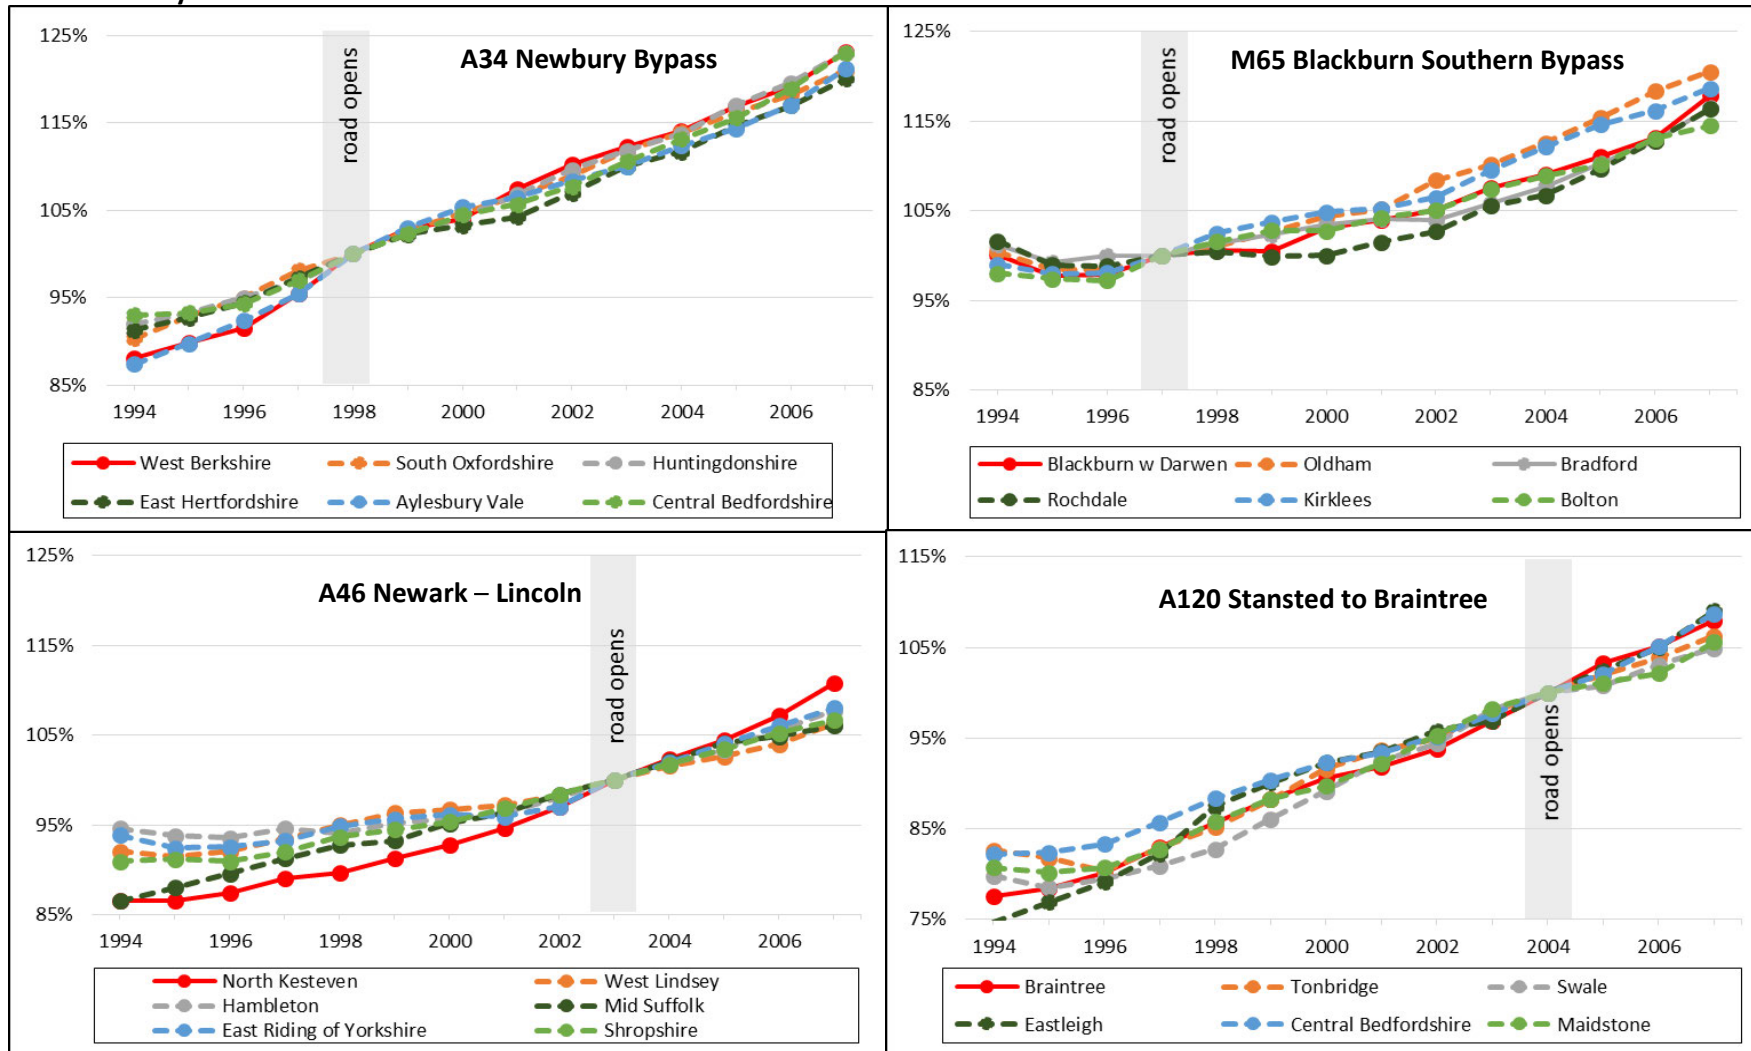 A34 Newbury Bypass
125%
115%
105%
95%
85%
road opens
1994 1996 1998 2000 2002 2004 2006
West Berkshire South Oxfordshire Huntingdonshire
East Hertfordshire Aylesbury Vale Central Bedfordshire
M65 Blackburn Southern Bypass
125%
115%
105%
95%
85%
road opens
1994 1996 1998 2000 2002 2004 2006
Blackburn w Darwen Oldham Bradford
Rochdale Kirklees Bolton
A46 Newark – Lincoln
125%
115%
105%
95%
85%
road opens
1994 1996 1998 2000 2002 2004 2006
North Kesteven West Lindsey
Hambleton Mid Suffolk
East Riding of Yorkshire Shropshire
A120 Stansted to Braintree
115%
105%
95%
85%
75%
road opens
1994 1996 1998 2000 2002 2004 2006
Braintree Tonbridge Swale
Eastleigh Central Bedfordshire Maidstone